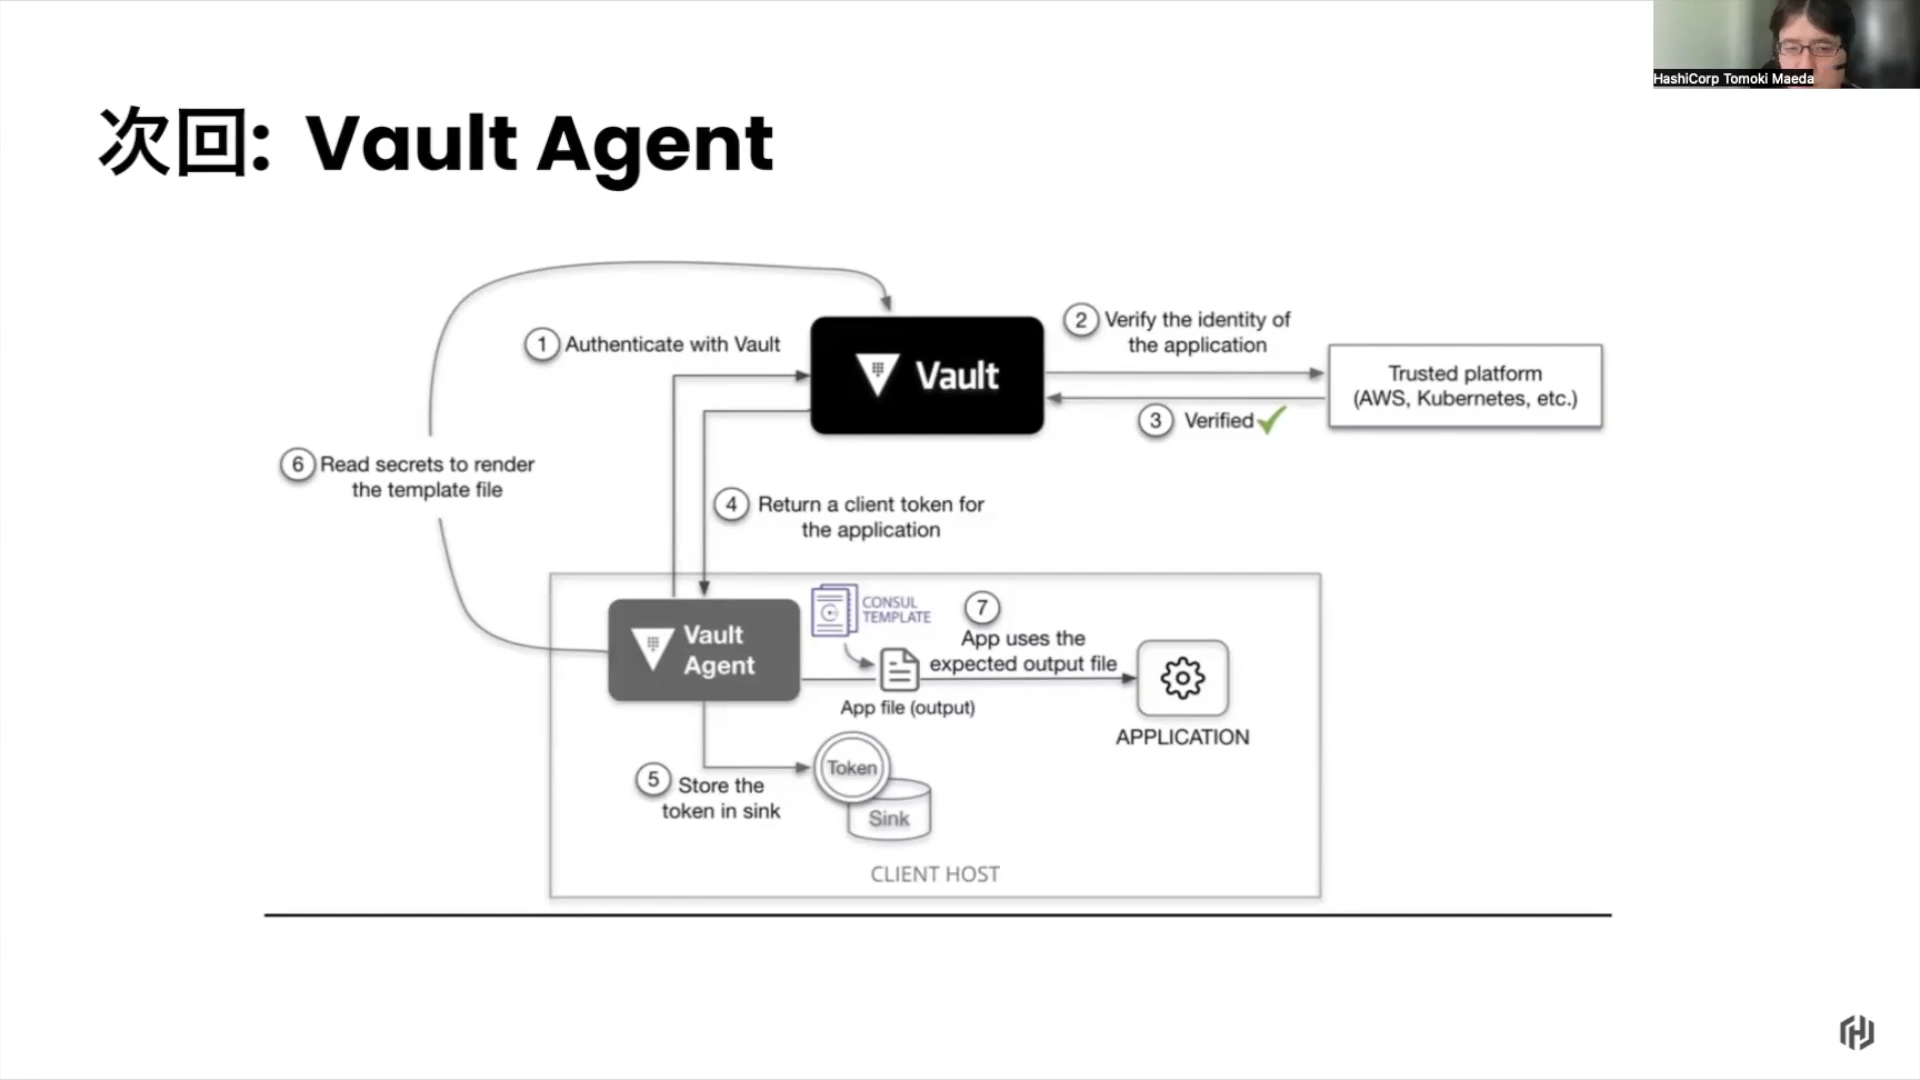 HashiCorp Tomoki Maeda
次回: Vault Agent
1 Authenticate with Vault
Vault
2 Verify the identity of
the application
Trusted platform
(AWS, Kubernetes, etc.)
3 Verified
6 Read secrets to render
the template file
4 Return a client token for
the application
Vault
Agent
CONSUL
TEMPLATE
7
App uses the
expected output file
App file (output)
APPLICATION
5 Store the
token in sink
Token
Sink
CLIENT HOST